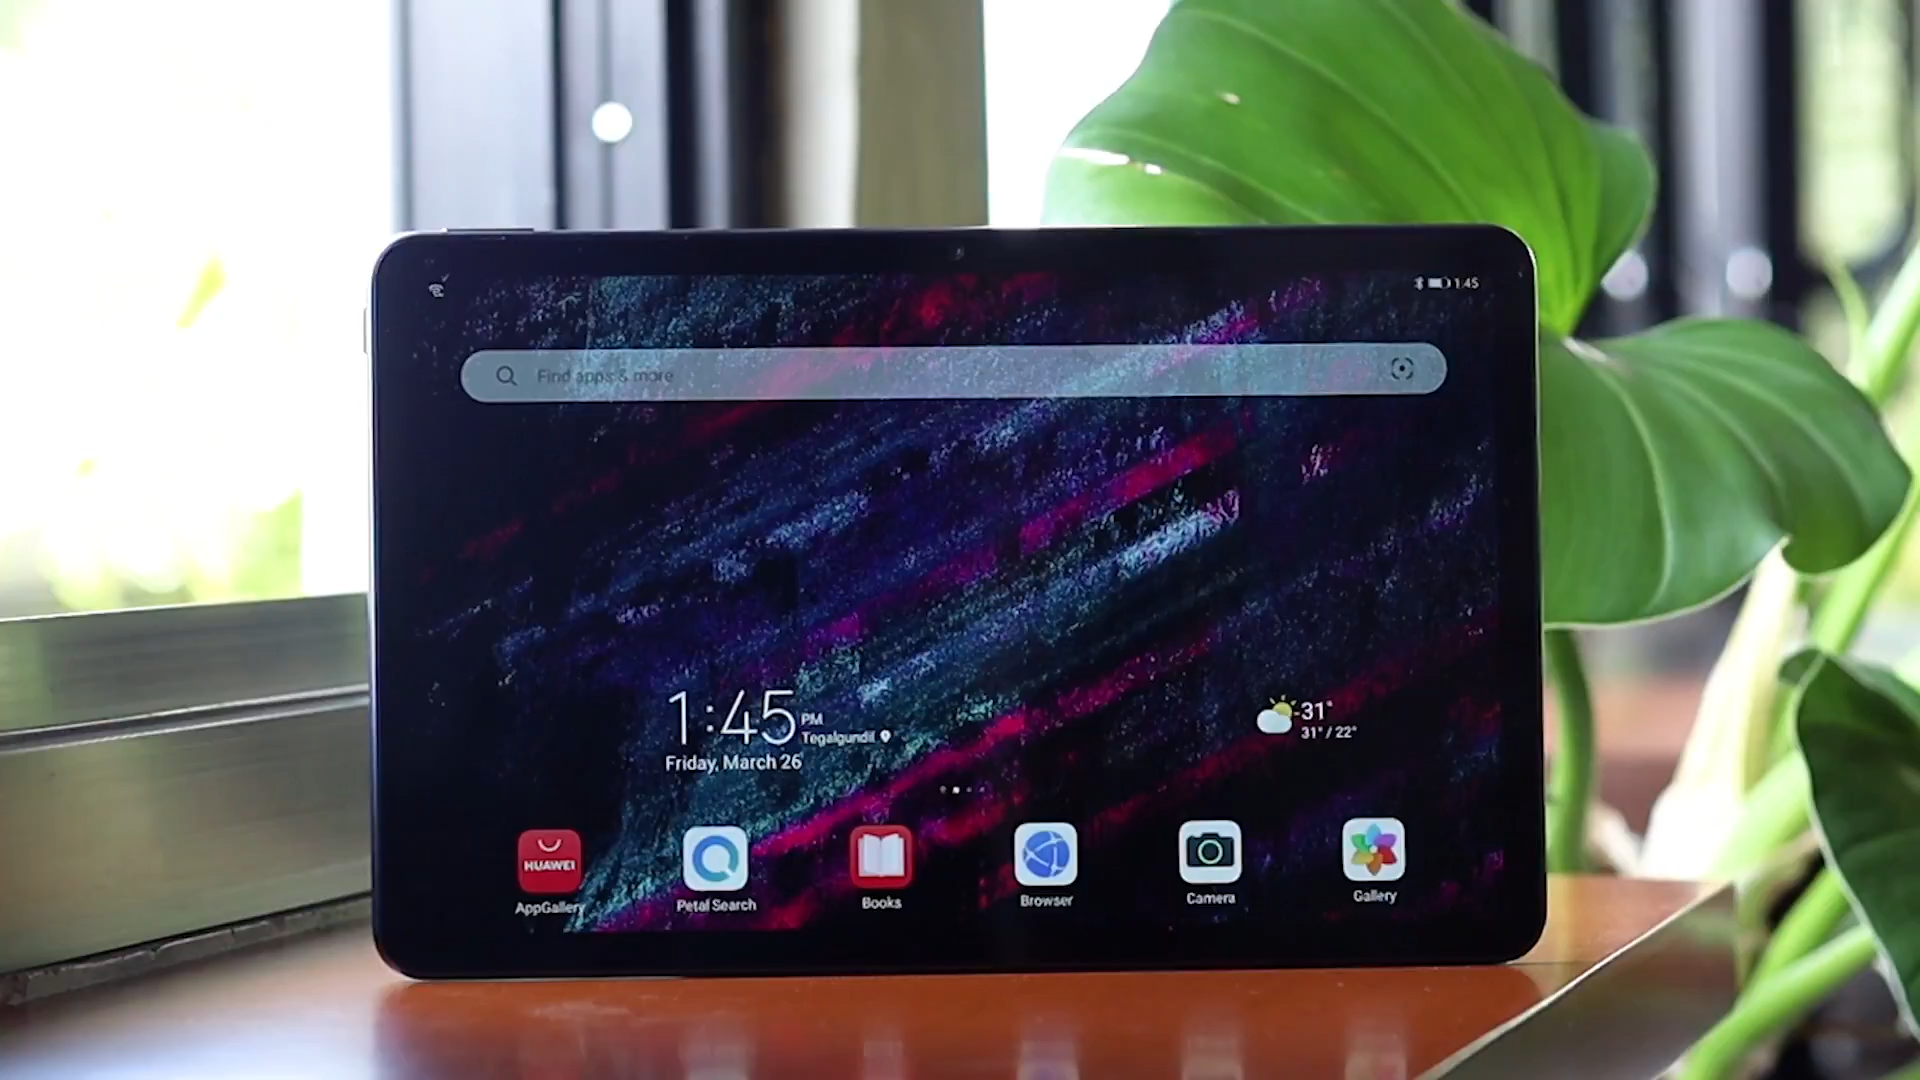 1:45
Find apps & more
1:45 PM
Tegalgundil
Friday, March 26
31°
31° / 22°
HUAWEI
AppGallery
Petal Search
Books
Browser
Camera
Gallery